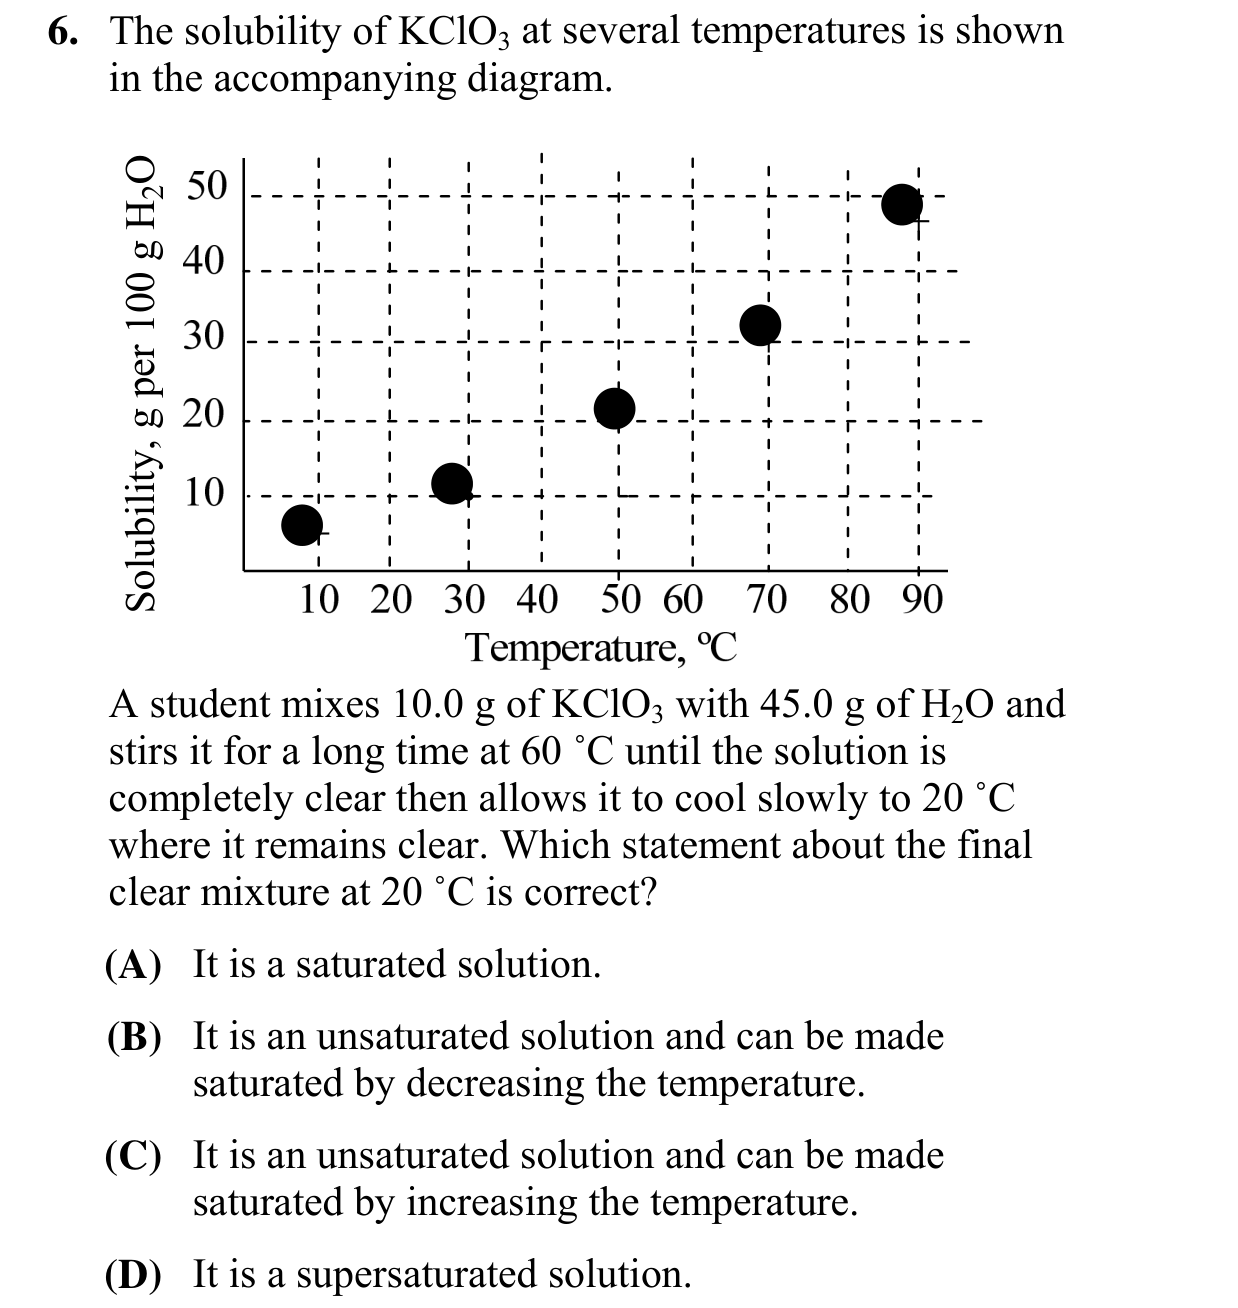 6. The solubility of KClO₃ at several temperatures is shown
in the accompanying diagram.
Solubility, g per 100 g H₂O
50
40
30
20
10
10 20 30 40 50 60 70 80 90
Temperature, ºC
A student mixes 10.0 g of KClO₃ with 45.0 g of H₂O and
stirs it for a long time at 60 ˚C until the solution is
completely clear then allows it to cool slowly to 20 ˚C
where it remains clear. Which statement about the final
clear mixture at 20 ˚C is correct?
(A) It is a saturated solution.
(B) It is an unsaturated solution and can be made
saturated by decreasing the temperature.
(C) It is an unsaturated solution and can be made
saturated by increasing the temperature.
(D) It is a supersaturated solution.